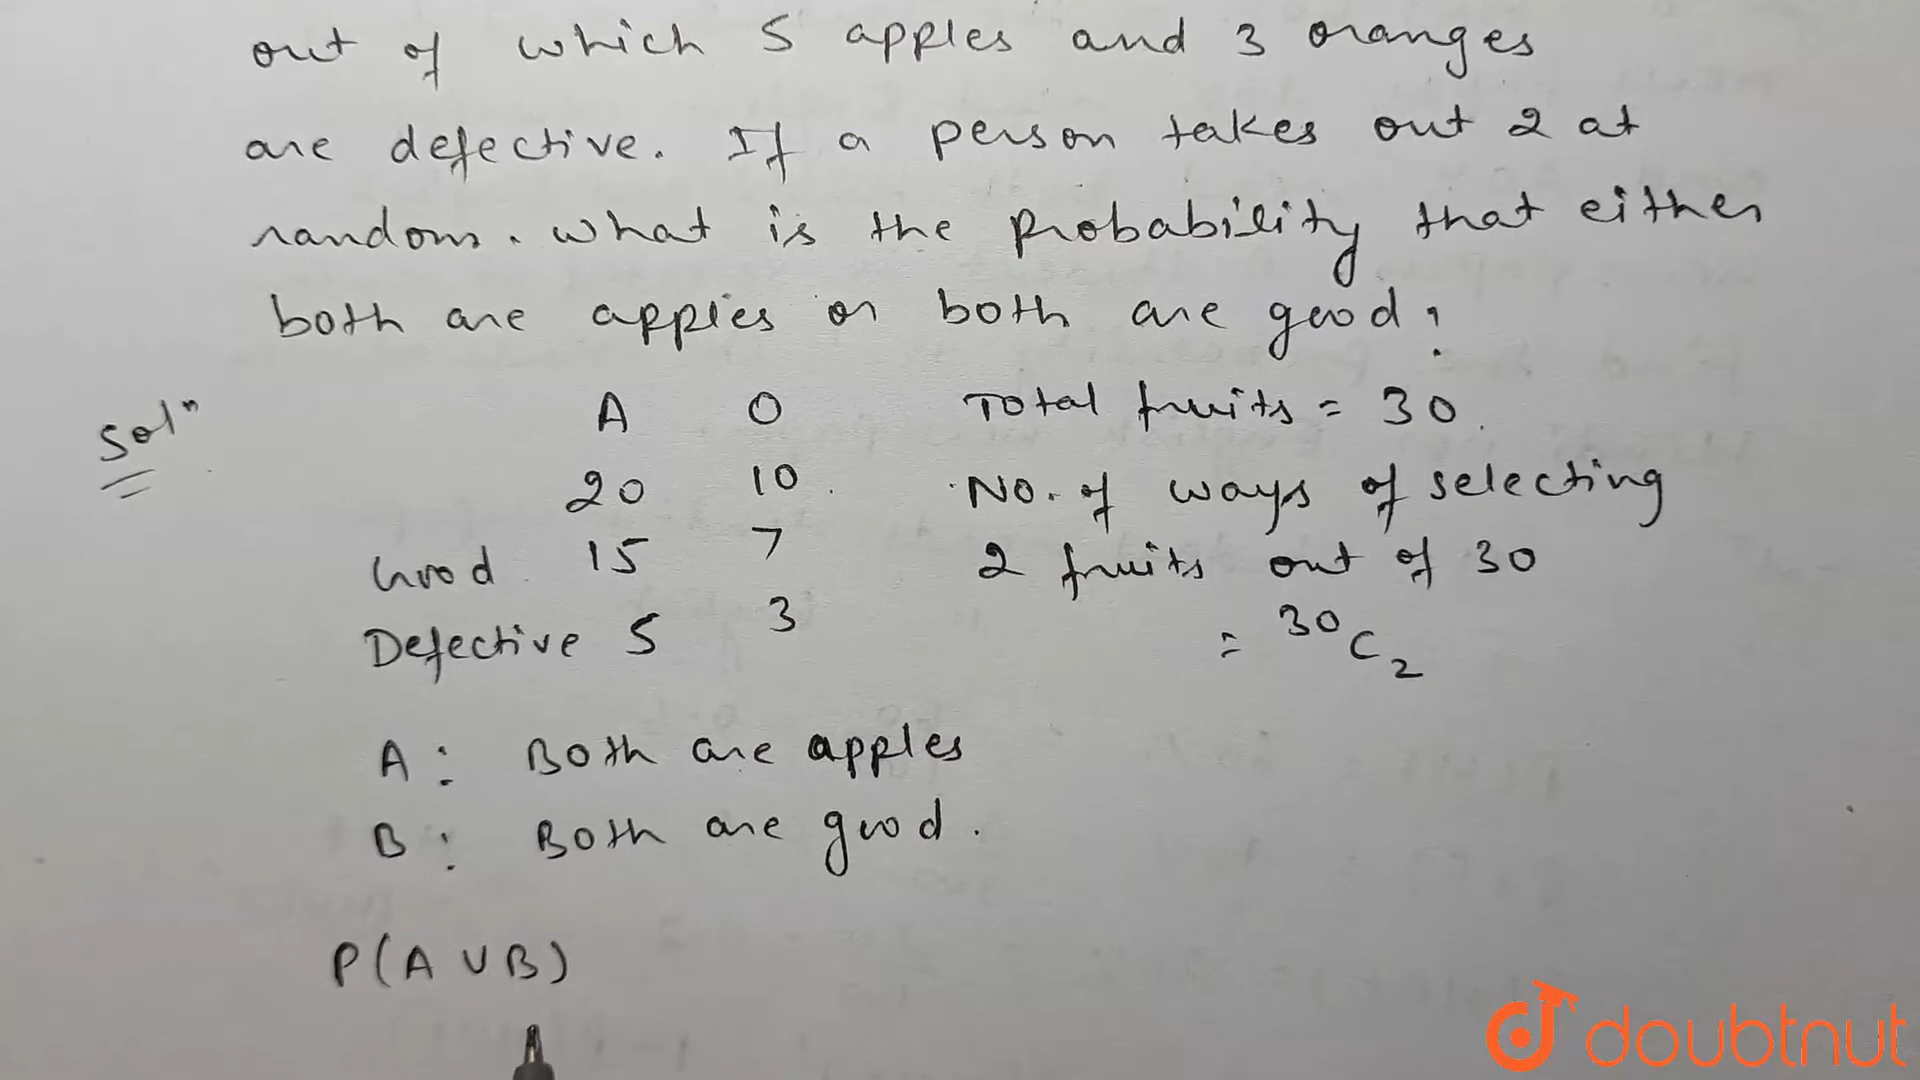 out of which 5 apples and 3 oranges
are defective. If a person takes out 2 at
random. what is the probability that either
both are apples or both are good?
Soln
A O Total fruits = 30.
20 10. No. of ways of selecting
Good 15 7 2 fruits out of 30
Defective 5 3 = 30C2
A: Both are apples
B: Both are good.
P(A ∪ B)
doubtnut